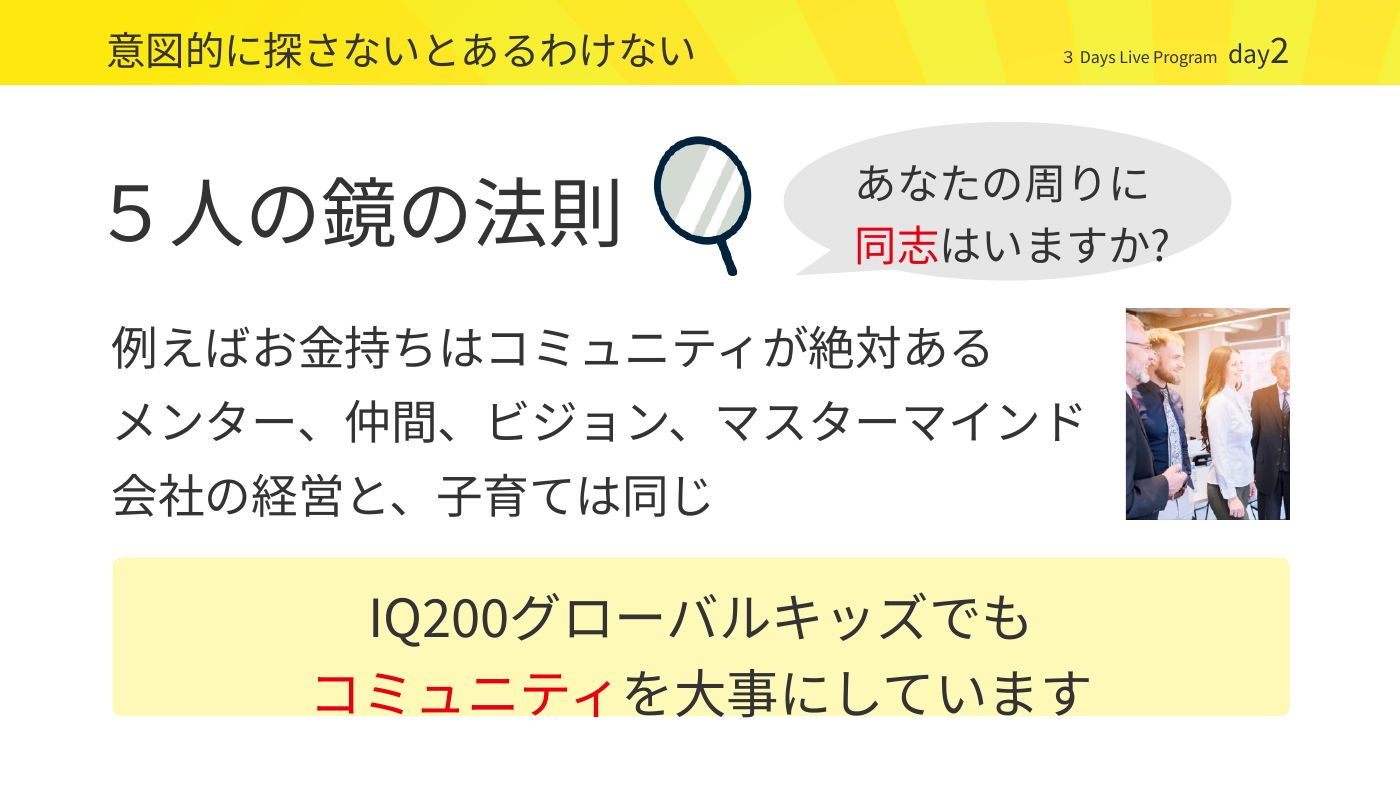 意図的に探さないとあるわけない
３ Days Live Program day2
５人の鏡の法則
あなたの周りに
同志はいますか?
例えばお金持ちはコミュニティが絶対ある
メンター、仲間、ビジョン、マスターマインド
会社の経営と、子育ては同じ
IQ200グローバルキッズでも
コミュニティを大事にしています